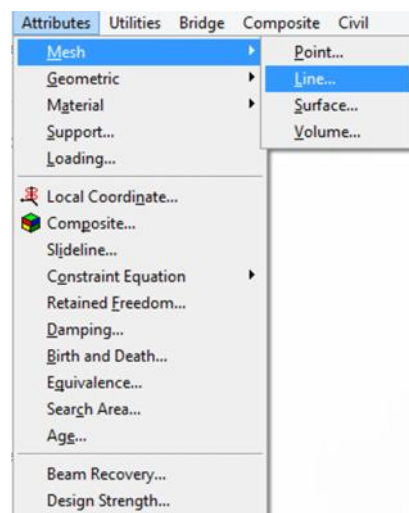 Attributes Utilities Bridge Composite Civil
Mesh
Point...
Geometric
Line...
Material
Surface...
Support...
Volume...
Loading...
Local Coordinate...
Composite...
Slideline...
Constraint Equation
Retained Freedom...
Damping...
Birth and Death...
Equivalence...
Search Area...
Age...
Beam Recovery...
Design Strength...